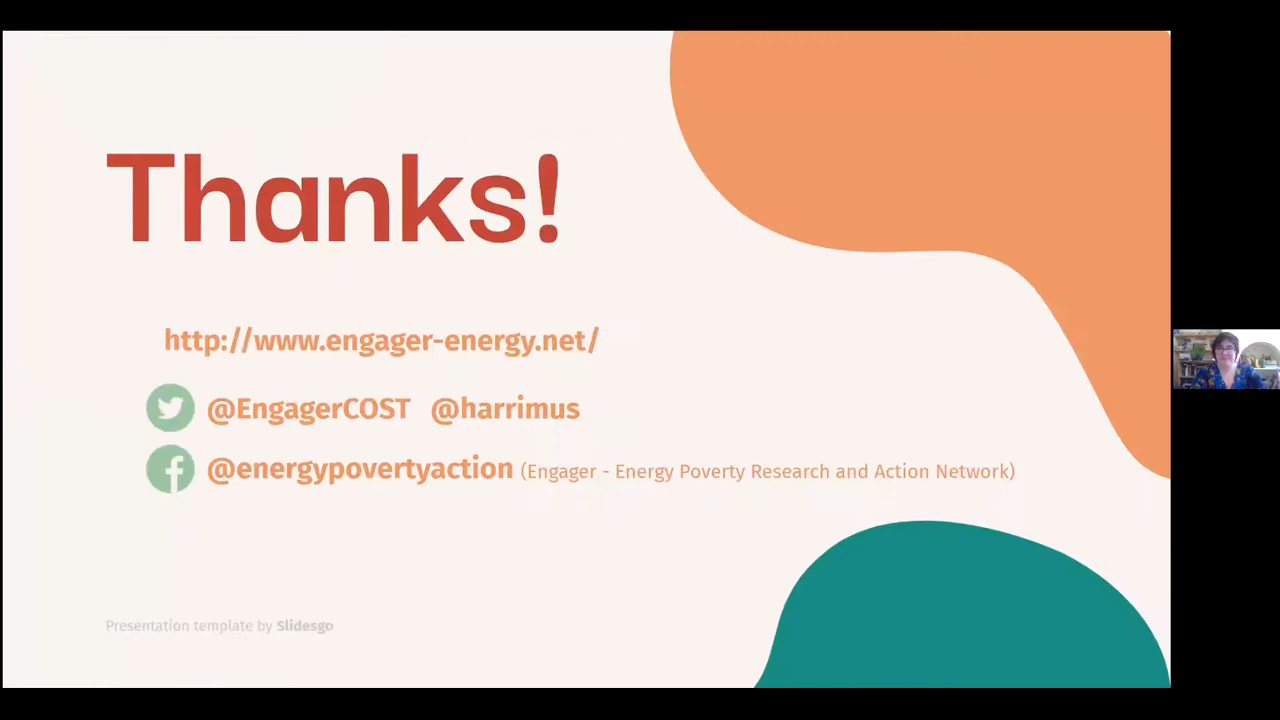 Thanks!
http://www.engager-energy.net/
@EngagerCOST @harrimus
@energypovertyaction (Engager - Energy Poverty Research and Action Network)
Presentation template by Slidesgo